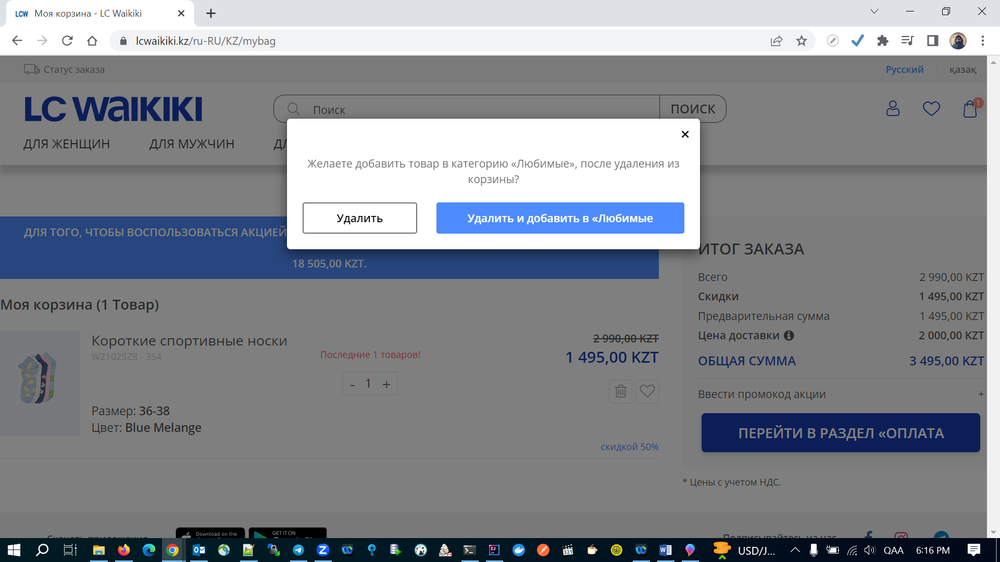 LCW Моя корзина - LC Waikiki
lcwaikiki.kz/ru-RU/KZ/mybag
Статус заказа
Русский
қазақ
LC WAIKIKI
Поиск
ПОИСК
1
ДЛЯ ЖЕНЩИН
ДЛЯ МУЖЧИН
Желаете добавить товар в категорию «Любимые», после удаления из
корзины?
Удалить
Удалить и добавить в «Любимые
ДЛЯ ТОГО, ЧТОБЫ ВОСПОЛЬЗОВАТЬСЯ АКЦИЕЙ
18 505,00 KZT.
Моя корзина (1 Товар)
Короткие спортивные носки
W21025Z8 - 354
Последние 1 товаров!
- 1 +
2 990,00 KZT
1 495,00 KZT
Размер: 36-38
Цвет: Blue Melange
скидкой 50%
ИТОГ ЗАКАЗА
Всего 2 990,00 KZT
Скидки 1 495,00 KZT
Предварительная сумма 1 495,00 KZT
Цена доставки 2 000,00 KZT
ОБЩАЯ СУММА 3 495,00 KZT
Ввести промокод акции +
ПЕРЕЙТИ В РАЗДЕЛ «ОПЛАТА
* Цены с учетом НДС.
Скачать приложение
Download on the
GET IT ON
Подписывайтесь на нас
USD/J...
QAA
6:16 PM